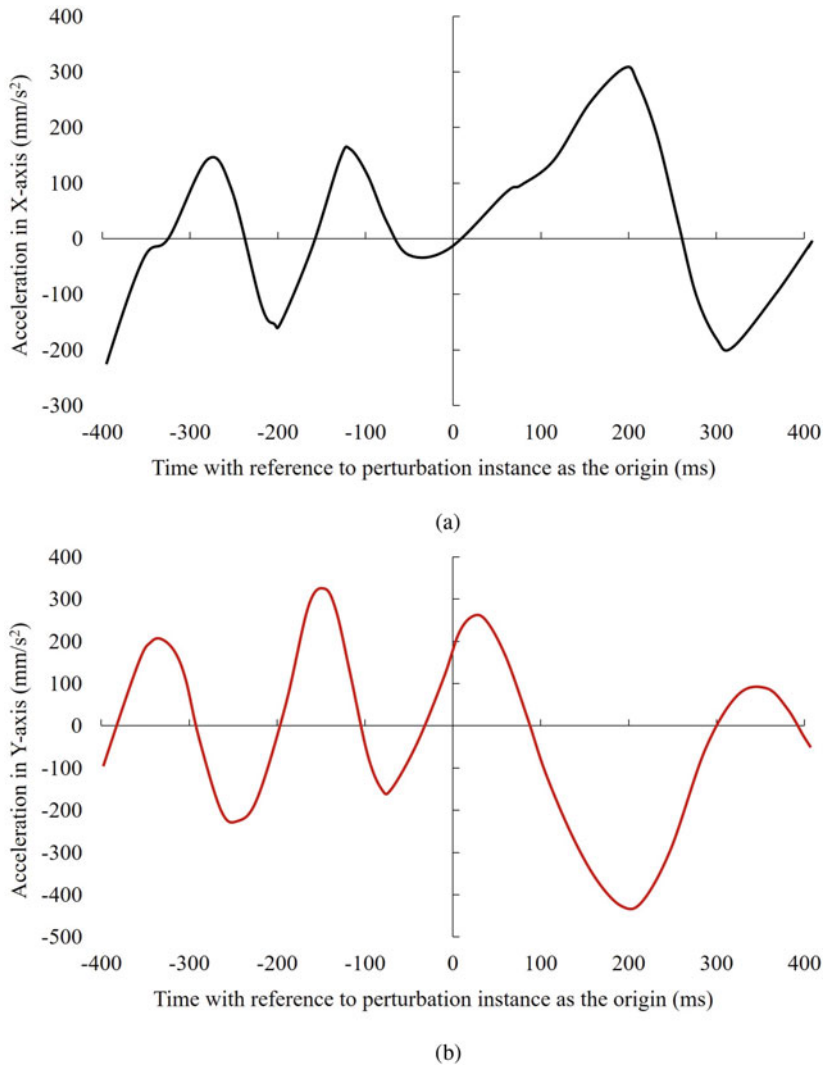 400
300
200
100
0
-100
-200
-300
-400 -300 -200 -100 0 100 200 300 400
Acceleration in X-axis (mm/s²)
Time with reference to perturbation instance as the origin (ms)
(a)
400
300
200
100
0
-100
-200
-300
-400
-500
-400 -300 -200 -100 0 100 200 300 400
Acceleration in Y-axis (mm/s²)
Time with reference to perturbation instance as the origin (ms)
(b)